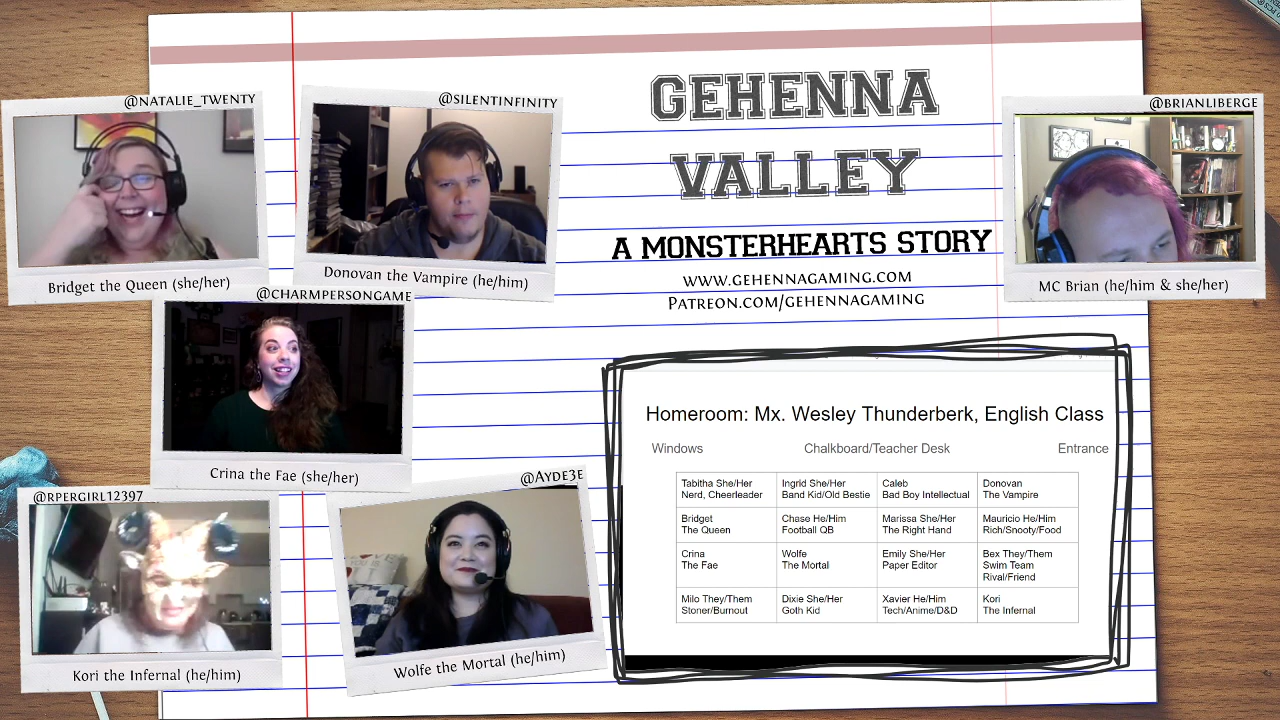 @NATALIE_TWENTY
Bridget the Queen (she/her)
@SILENTINFINITY
Donovan the Vampire (he/him)
GEHENNA
VALLEY
A MONSTERHEARTS STORY
WWW.GEHENNAGAMING.COM
PATREON.COM/GEHENNAGAMING
@BRIANLIBERGE
MC Brian (he/him & she/her)
@CHARMPERSONGAME
Crina the Fae (she/her)
@RPERGIRL12397
Kori the Infernal (he/him)
@AYDE3E
Wolfe the Mortal (he/him)
Homeroom: Mx. Wesley Thunderberk, English Class
Windows Chalkboard/Teacher Desk Entrance
Tabitha She/Her
Nerd, Cheerleader
Ingrid She/Her
Band Kid/Old Bestie
Caleb
Bad Boy Intellectual
Donovan
The Vampire
Bridget
The Queen
Chase He/Him
Football QB
Marissa She/Her
The Right Hand
Mauricio He/Him
Rich/Snooty/Food
Crina
The Fae
Wolfe
The Mortal
Emily She/Her
Paper Editor
Bex They/Them
Swim Team
Rival/Friend
Milo They/Them
Stoner/Burnout
Dixie She/Her
Goth Kid
Xavier He/Him
Tech/Anime/D&D
Kori
The Infernal